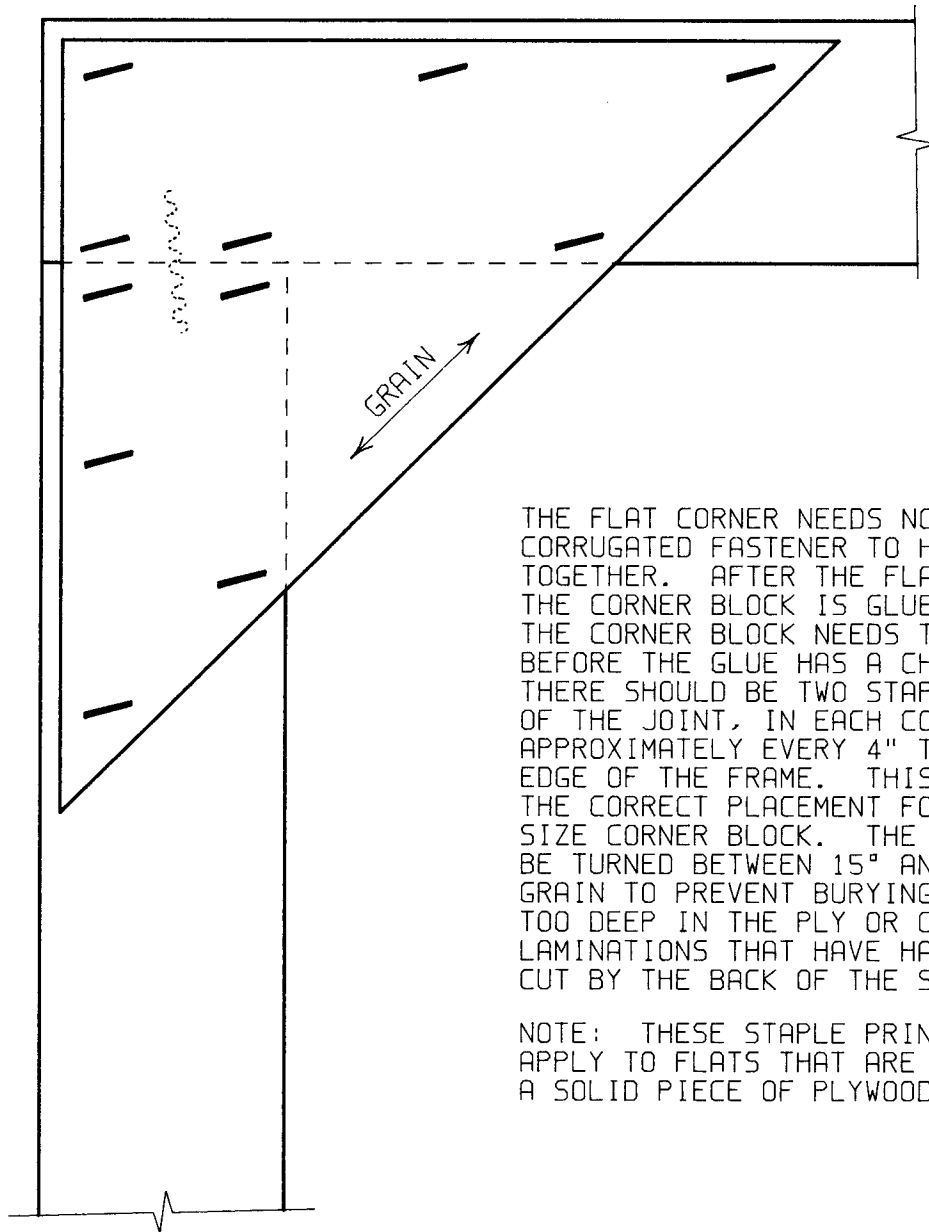 GRAIN
THE FLAT CORNER NEEDS
CORRUGATED FASTENER TO
TOGETHER. AFTER THE
THE CORNER BLOCK IS
THE CORNER BLOCK NEEDS
BEFORE THE GLUE HAS A
THERE SHOULD BE TWO
OF THE JOINT, IN EACH
APPROXIMATELY EVERY 4"
EDGE OF THE FRAME. THIS
THE CORRECT PLACEMENT
SIZE CORNER BLOCK. THE
BE TURNED BETWEEN 15°
GRAIN TO PREVENT BURYING
TOO DEEP IN THE PLY OR
LAMINATIONS THAT HAVE
CUT BY THE BACK OF THE
NOTE: THESE STAPLE
APPLY TO FLATS THAT ARE
A SOLID PIECE OF PLYWOOD